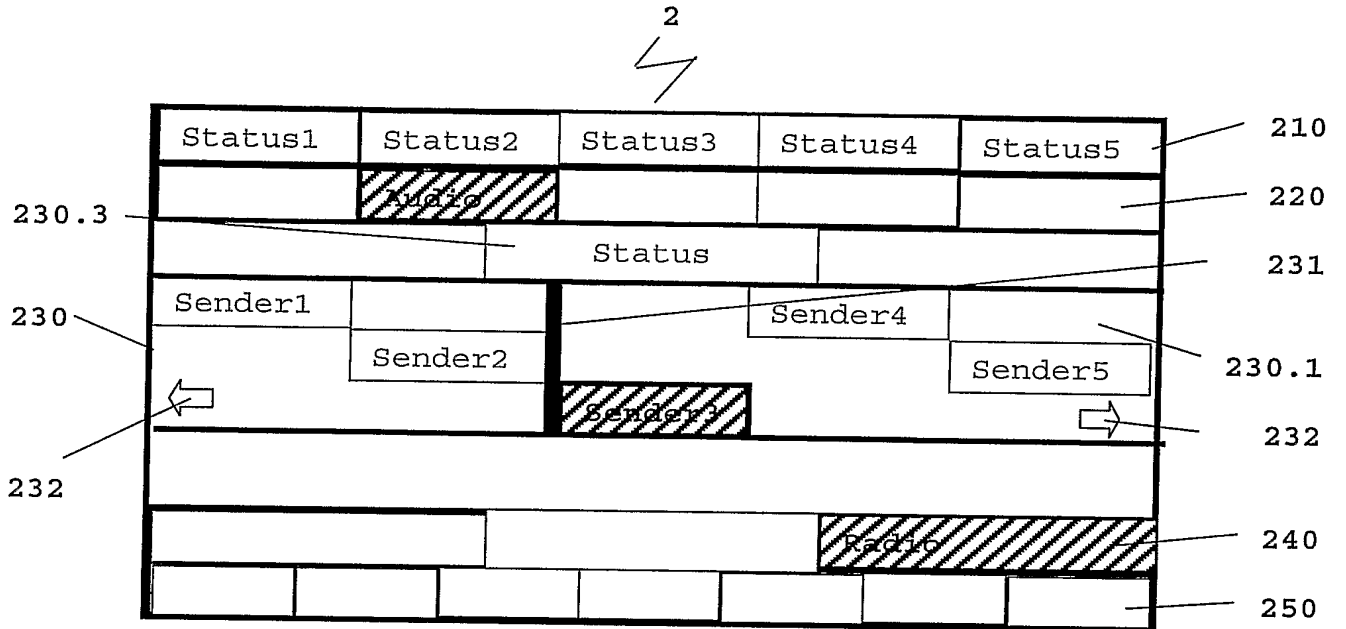 2
Status1 Status2 Status3 Status4 Status5 210
Audio 220
230.3 Status
231
Sender1 Sender4
230
Sender2 Sender5 230.1
Sender3
232
232
Radio 240
250